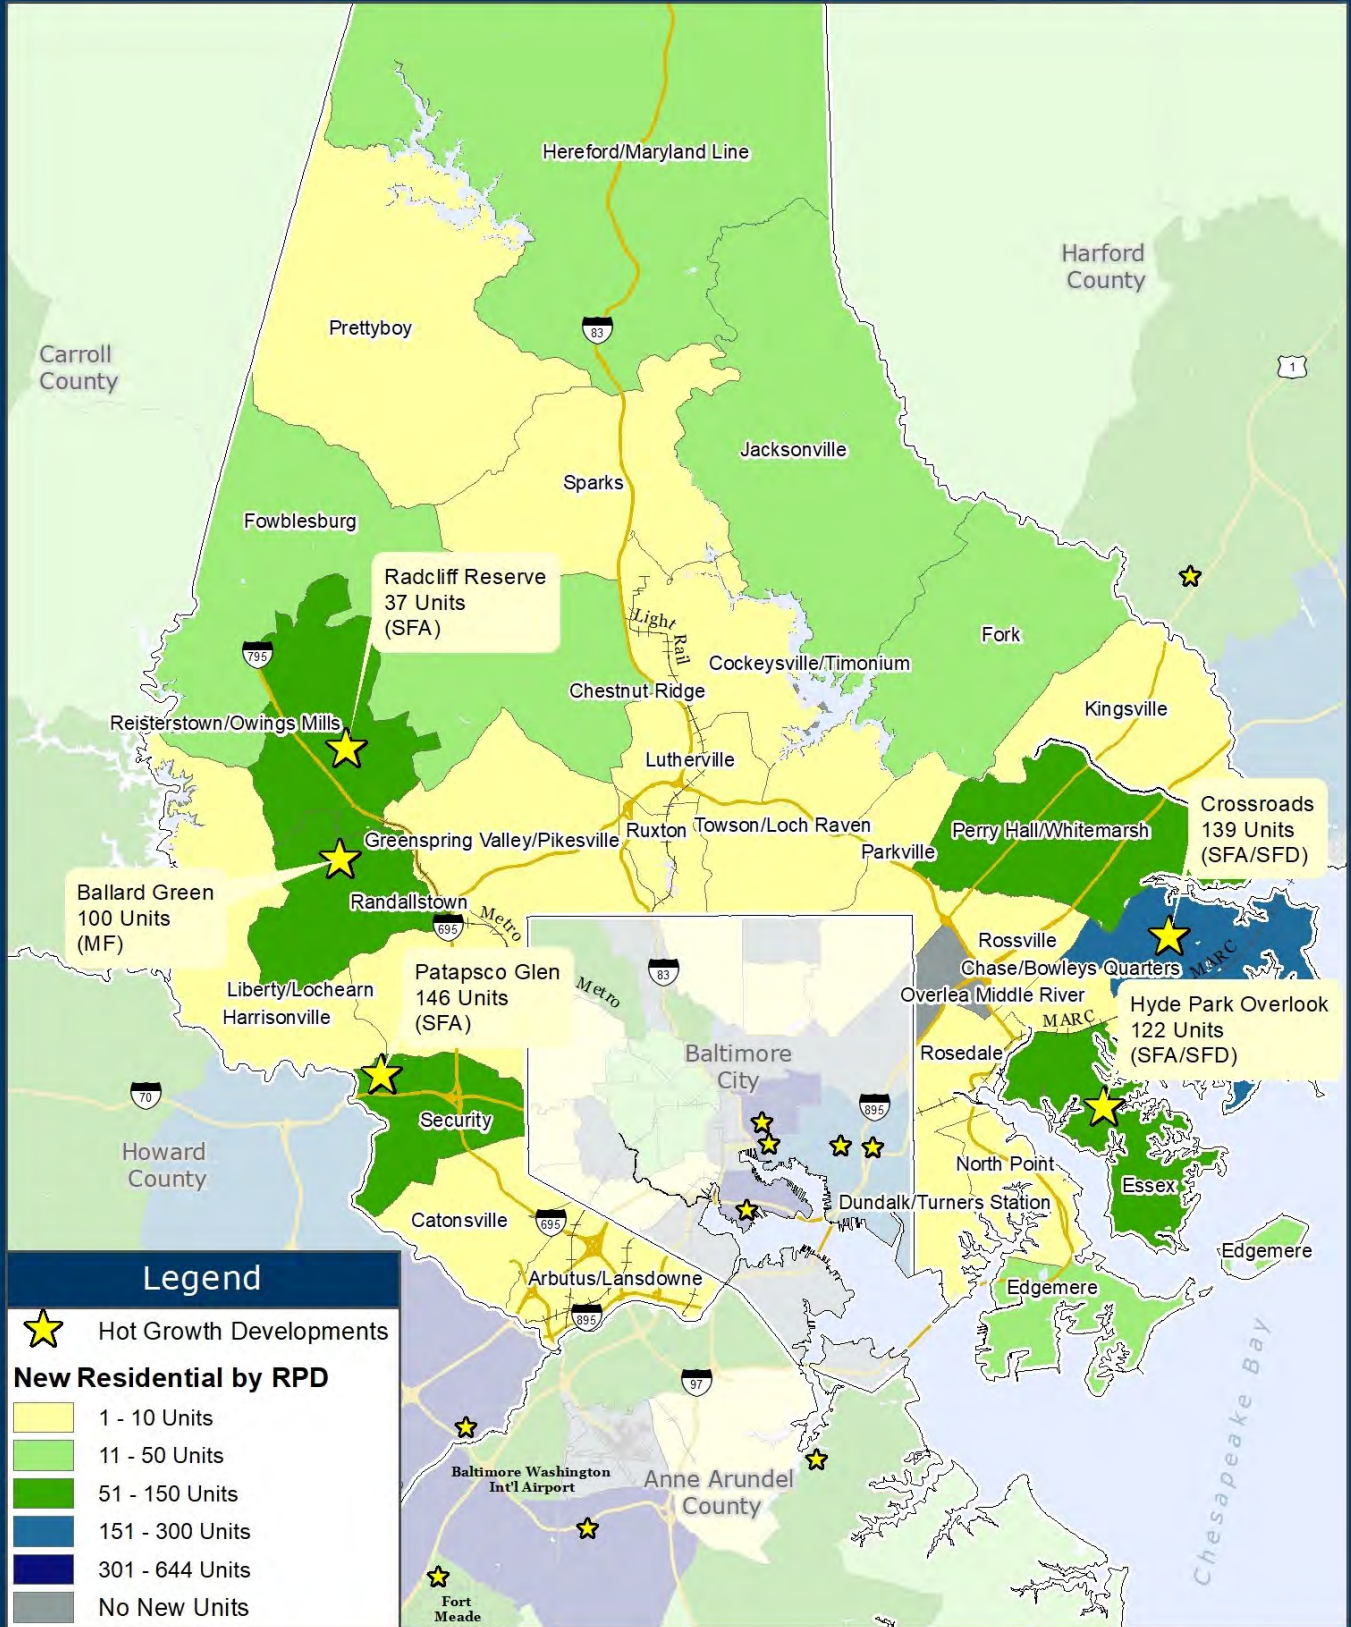 Hereford/Maryland Line
Harford
County
83
Prettyboy
Carroll
County
1
Jacksonville
Sparks
Fowblesburg
Radcliff Reserve
37 Units
(SFA)
Light Rail
Fork
795
Cockeysville/Timonium
Chestnut Ridge
Kingsville
Reisterstown/Owings Mills
Lutherville
Crossroads
139 Units
(SFA/SFD)
Greenspring Valley/Pikesville
Ruxton
Towson/Loch Raven
Perry Hall/Whitemarsh
Parkville
Ballard Green
100 Units
(MF)
Randallstown
695
Metro
Rossville
Chase/Bowleys Quarters
MARC
Patapsco Glen
146 Units
(SFA)
83
Metro
Liberty/Lochearn
Harrisonville
Overlea
Middle River
MARC
Hyde Park Overlook
122 Units
(SFA/SFD)
Baltimore
City
Rosedale
70
895
Security
Howard
County
North Point
Essex
Dundalk/Turners Station
Catonsville
695
Edgemere
Arbutus/Lansdowne
Edgemere
895
97
Chesapeake Bay
Baltimore Washington
Int'l Airport
Anne Arundel
County
Fort
Meade
Legend
Hot Growth Developments
New Residential by RPD
1 - 10 Units
11 - 50 Units
51 - 150 Units
151 - 300 Units
301 - 644 Units
No New Units